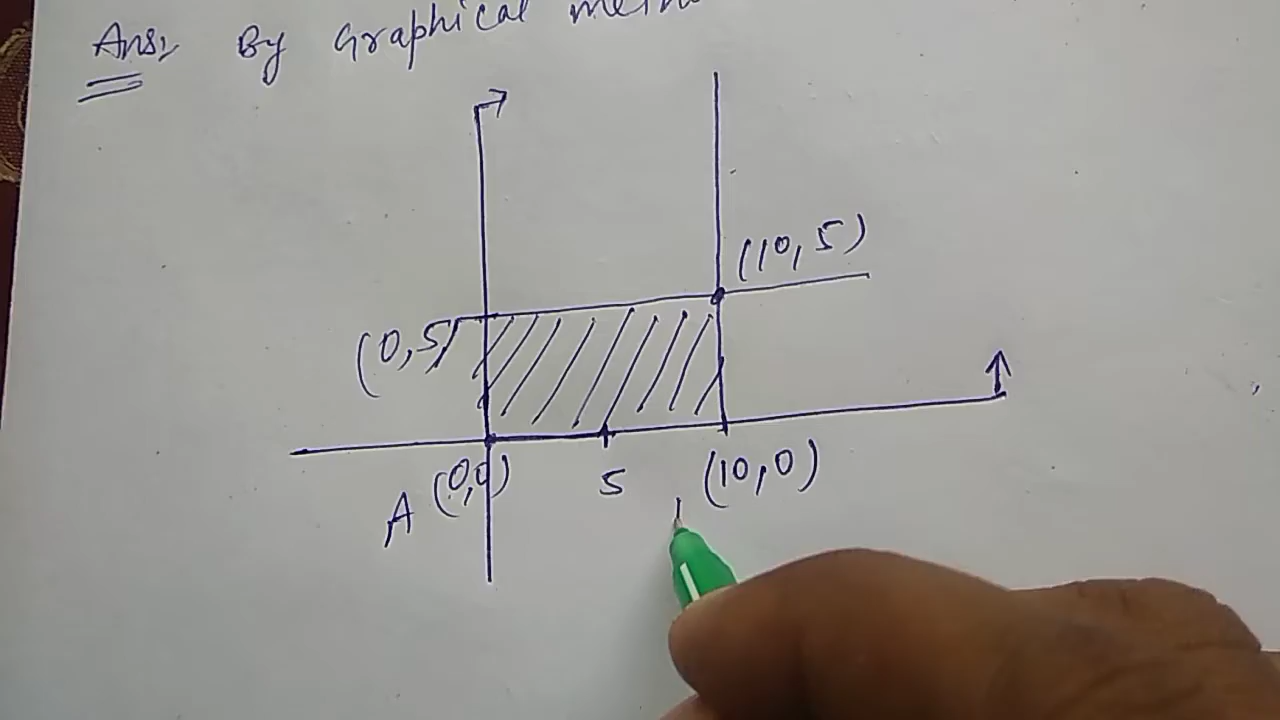 Ans: By Graphical
(10, 5)
(0, 5)
A (0,0) 5 (10,0)